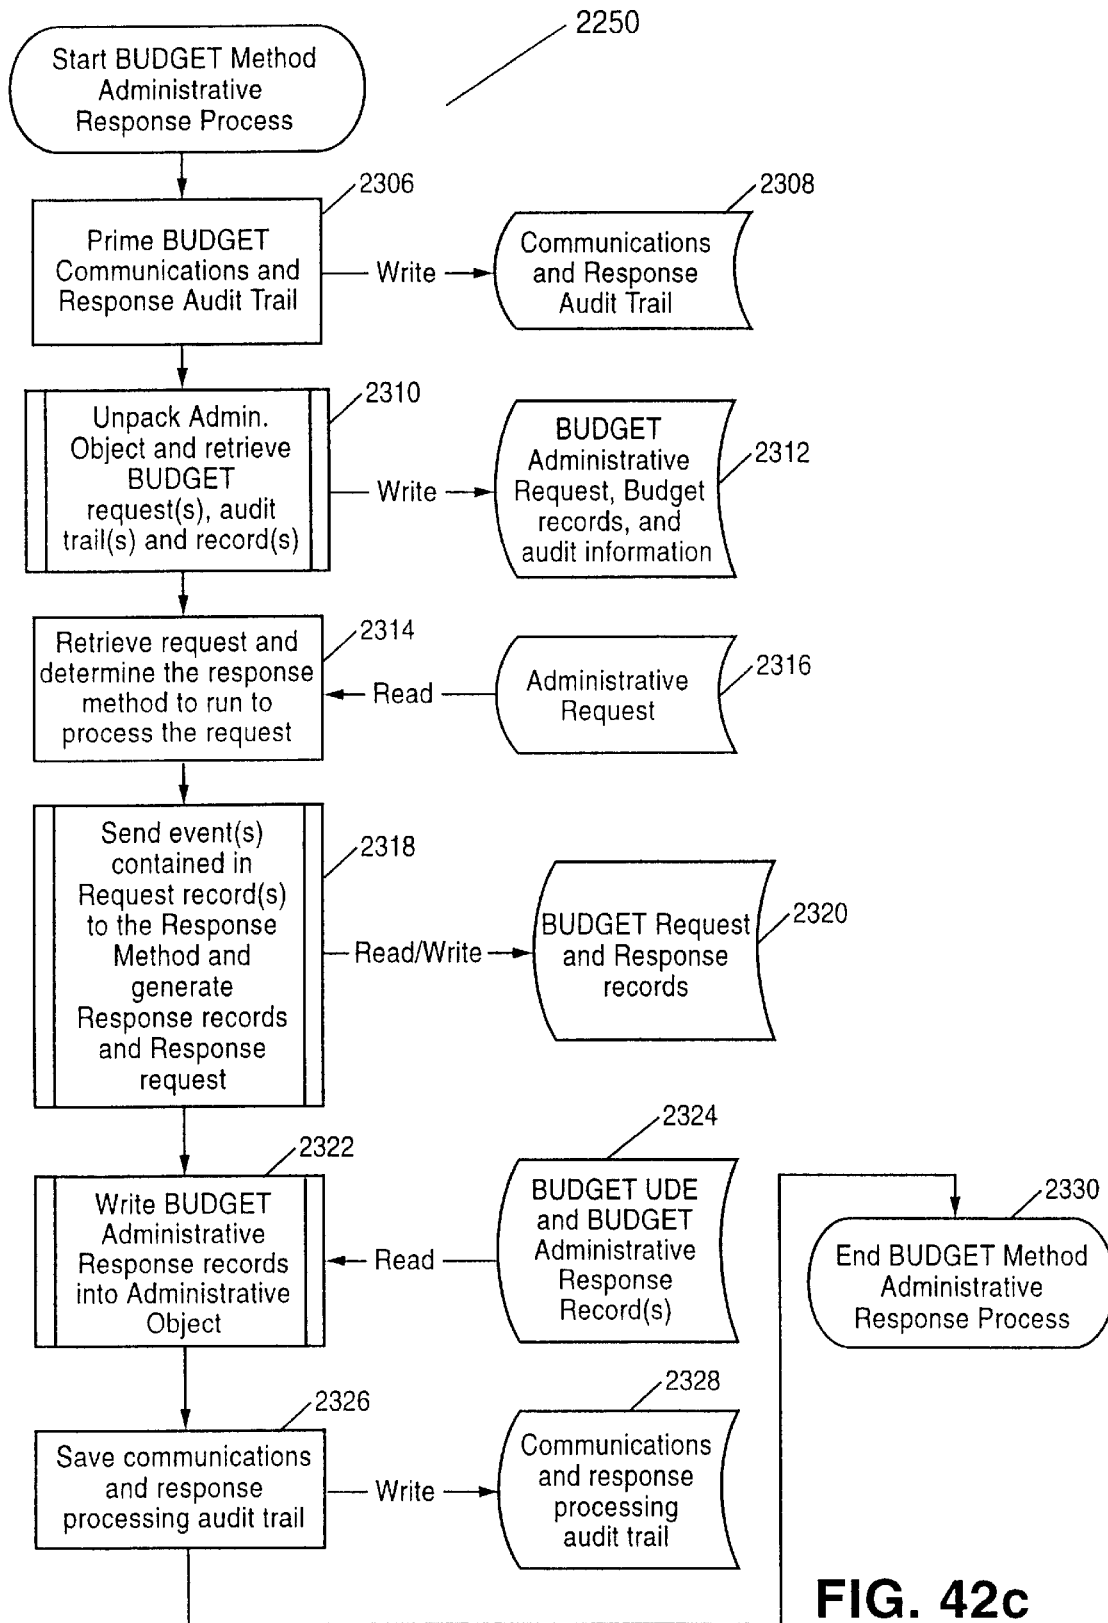 2250
Start BUDGET Method
Administrative
Response Process
2306
Prime BUDGET
Communications and
Response Audit Trail
Write
2308
Communications
and Response
Audit Trail
2310
Unpack Admin.
Object and retrieve
BUDGET
request(s), audit
trail(s) and record(s)
Write
BUDGET
Administrative
Request, Budget
records, and
audit information
2312
Retrieve request and
determine the response
method to run to
process the request
2314
Read
Administrative
Request
2316
Send event(s)
contained in
Request record(s)
to the Response
Method and
generate
Response records
and Response
request
2318
Read/Write
BUDGET Request
and Response
records
2320
2322
Write BUDGET
Administrative
Response records
into Administrative
Object
Read
2324
BUDGET UDE
and BUDGET
Administrative
Response
Record(s)
2326
Save communications
and response
processing audit trail
Write
2328
Communications
and response
processing
audit trail
2330
End BUDGET Method
Administrative
Response Process
FIG. 42c